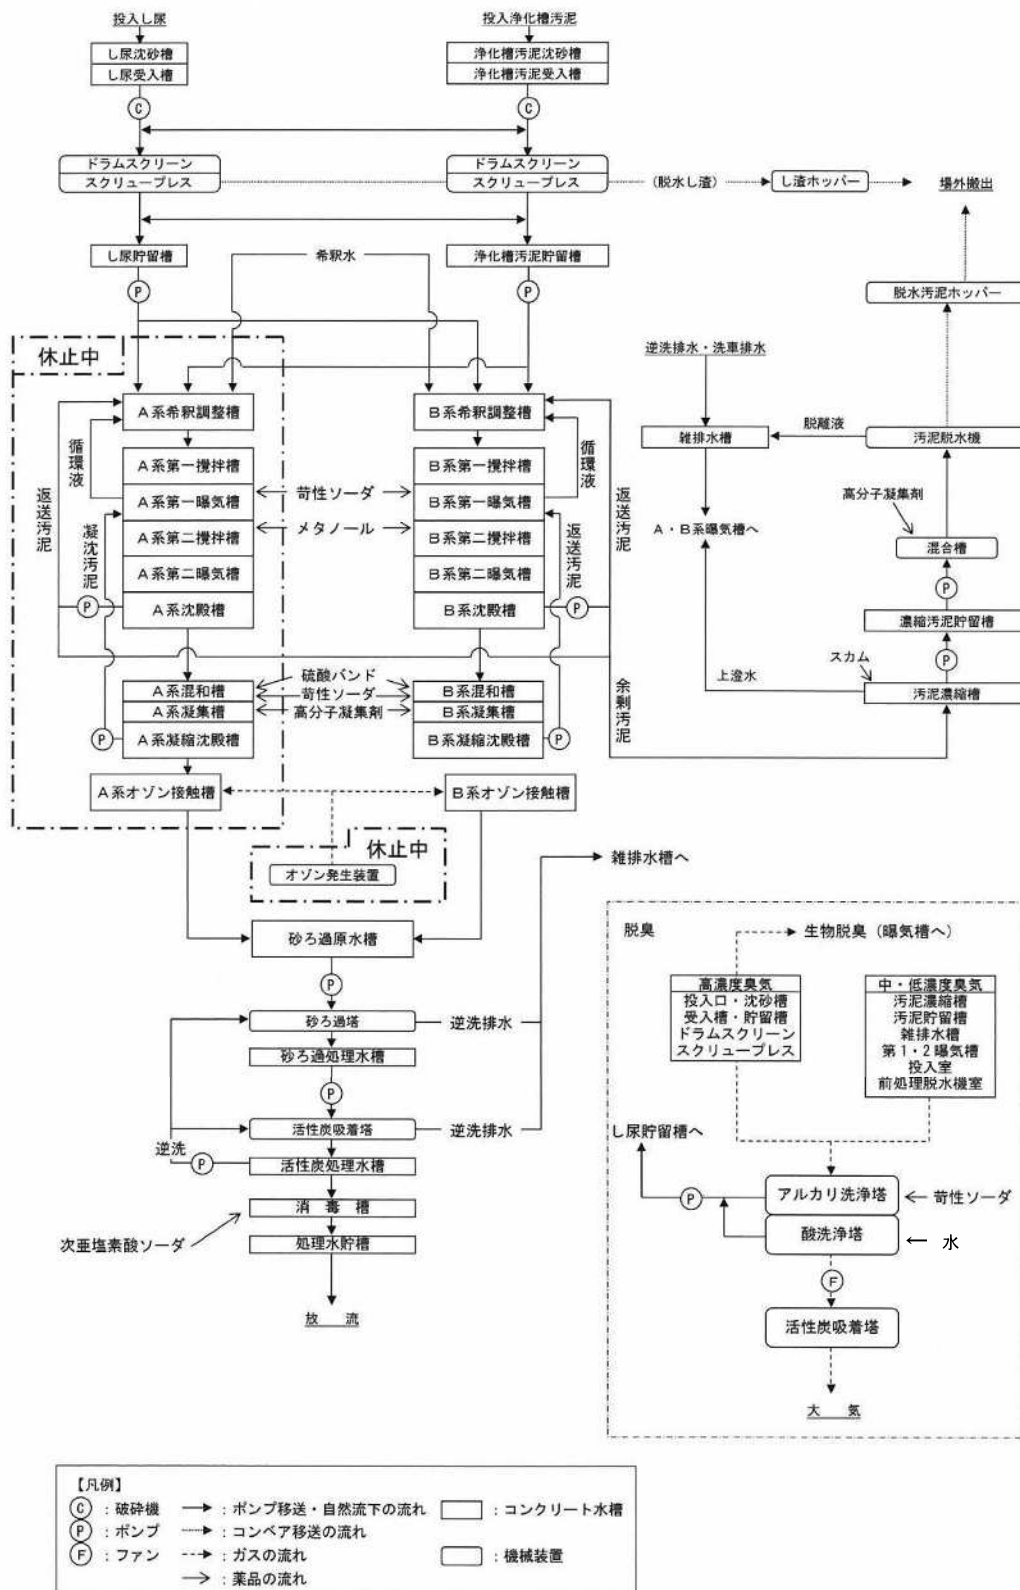 投入し尿
投入浄化槽汚泥
し尿沈砂槽
し尿受入槽
浄化槽汚泥沈砂槽
浄化槽汚泥受入槽
C
C
ドラムスクリーン
スクリュープレス
ドラムスクリーン
スクリュープレス
(脱水し渣)
し渣ホッパー
場外搬出
し尿貯留槽
希釈水
浄化槽汚泥貯留槽
P
P
脱水汚泥ホッパー
休止中
逆洗排水・洗車排水
A系希釈調整槽
B系希釈調整槽
雑排水槽
脱離液
汚泥脱水機
循環液
循環液
返送汚泥
返送汚泥
A系第一攪拌槽
A系第一曝気槽
A系第二攪拌槽
A系第二曝気槽
A系沈殿槽
苛性ソーダ
メタノール
B系第一攪拌槽
B系第一曝気槽
B系第二攪拌槽
B系第二曝気槽
B系沈殿槽
凝沈汚泥
返送汚泥
P
P
高分子凝集剤
A・B系曝気槽へ
混合槽
P
濃縮汚泥貯留槽
P
スカム
上澄水
汚泥濃縮槽
余剰汚泥
A系混和槽
A系凝集槽
A系凝縮沈殿槽
硫酸バンド
苛性ソーダ
高分子凝集剤
B系混和槽
B系凝集槽
B系凝縮沈殿槽
P
P
A系オゾン接触槽
B系オゾン接触槽
休止中
オゾン発生装置
雑排水槽へ
砂ろ過原水槽
P
砂ろ過塔
逆洗排水
砂ろ過処理水槽
P
活性炭吸着塔
逆洗排水
逆洗
P
活性炭処理水槽
消　毒　槽
次亜塩素酸ソーダ
処理水貯槽
放　流
脱臭
生物脱臭（曝気槽へ）
高濃度臭気
投入口・沈砂槽
受入槽・貯留槽
ドラムスクリーン
スクリュープレス
中・低濃度臭気
汚泥濃縮槽
汚泥貯留槽
雑排水槽
第１・２曝気槽
投入室
前処理脱水機室
し尿貯留槽へ
P
アルカリ洗浄塔
苛性ソーダ
酸洗浄塔
← 水
F
活性炭吸着塔
大　気
【凡例】
C：破砕機　：ポンプ移送・自然流下の流れ　：コンクリート水槽
P：ポンプ　：コンベア移送の流れ
F：ファン　：ガスの流れ　：機械装置
：薬品の流れ